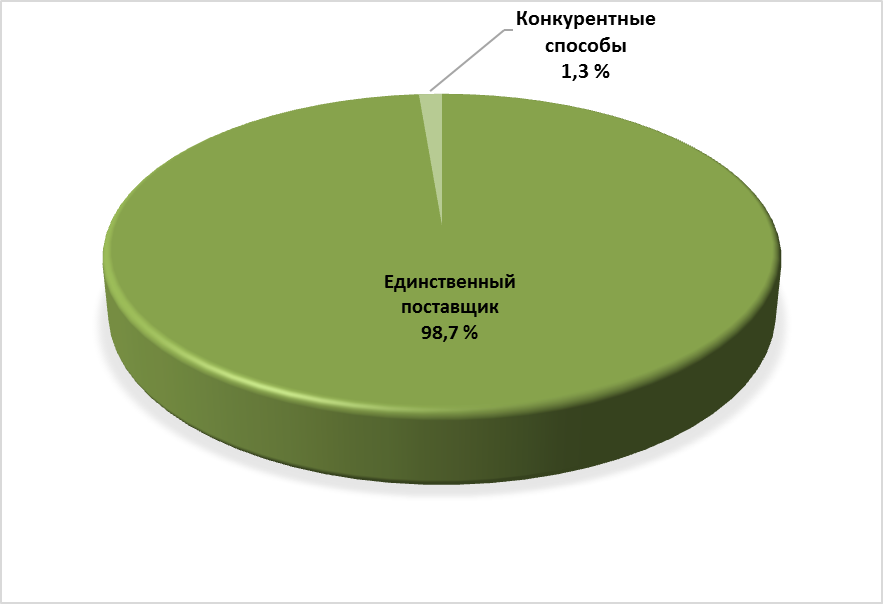 Конкурентные
способы
1,3 %
Единственный
поставщик
98,7 %